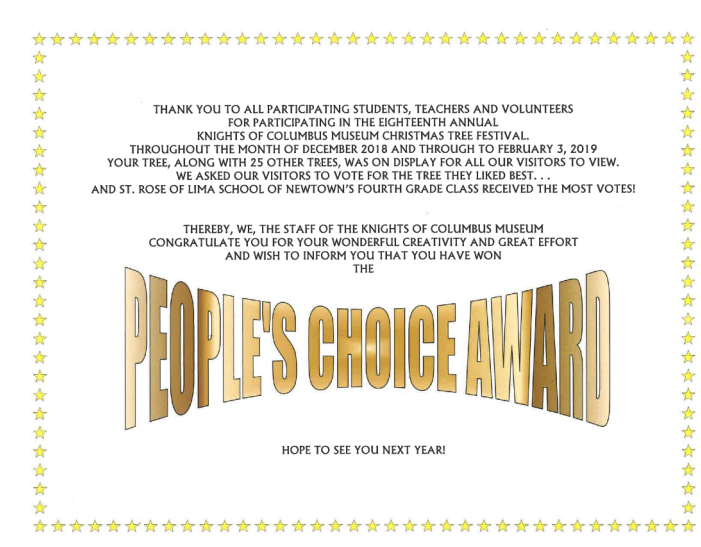 THANK YOU TO ALL PARTICIPATING STUDENTS, TEACHERS AND VOLUNTEERS
FOR PARTICIPATING IN THE EIGHTEENTH ANNUAL
KNIGHTS OF COLUMBUS MUSEUM CHRISTMAS TREE FESTIVAL.
THROUGHOUT THE MONTH OF DECEMBER 2018 AND THROUGH TO FEBRUARY 3, 2019
YOUR TREE, ALONG WITH 25 OTHER TREES, WAS ON DISPLAY FOR ALL OUR VISITORS TO VIEW.
WE ASKED OUR VISITORS TO VOTE FOR THE TREE THEY LIKED BEST. . .
AND ST. ROSE OF LIMA SCHOOL OF NEWTOWN'S FOURTH GRADE CLASS RECEIVED THE MOST VOTES!
THEREBY, WE, THE STAFF OF THE KNIGHTS OF COLUMBUS MUSEUM
CONGRATULATE YOU FOR YOUR WONDERFUL CREATIVITY AND GREAT EFFORT
AND WISH TO INFORM YOU THAT YOU HAVE WON
THE
PEOPLE'S CHOICE AWARD
HOPE TO SEE YOU NEXT YEAR!